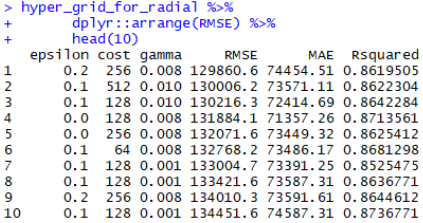 > hyper_grid_for_radial %>%
+     dplyr::arrange(RMSE) %>%
+     head(10)
   epsilon cost gamma     RMSE      MAE  Rsquared
1      0.2  256 0.008 129860.6 74454.51 0.8619505
2      0.1  512 0.010 130006.2 73571.11 0.8622304
3      0.1  128 0.010 130216.3 72414.69 0.8642284
4      0.0  128 0.008 131884.1 71357.26 0.8713561
5      0.0  256 0.008 132071.6 73449.32 0.8625412
6      0.1   64 0.008 132768.2 73486.17 0.8681298
7      0.1  128 0.001 133004.7 73391.25 0.8525475
8      0.1  128 0.001 133421.6 73587.31 0.8636771
9      0.2  256 0.008 134010.3 73591.61 0.8644612
10     0.1  128 0.001 134451.6 74587.31 0.8736771